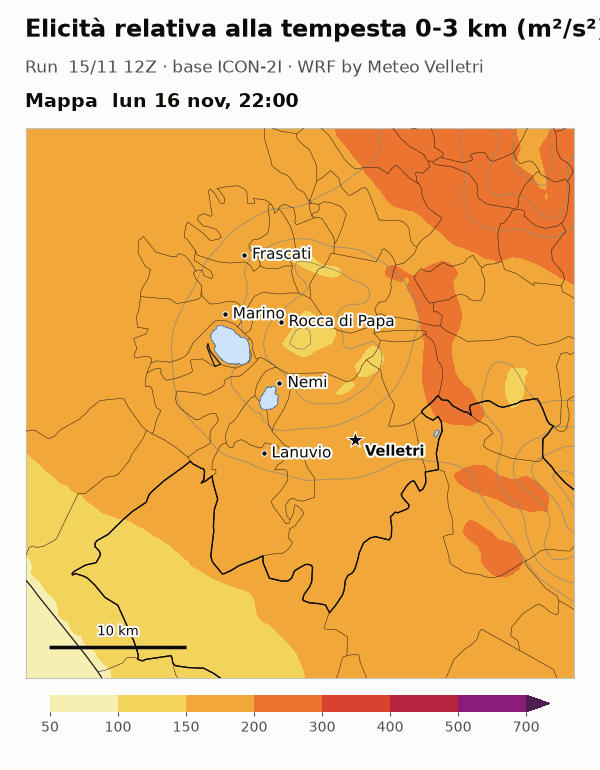 Elicità relativa alla tempesta 0-3 km (m²/s²)
Run  15/11 12Z · base ICON-2I · WRF by Meteo Velletri
Mappa  lun 16 nov, 22:00
Frascati
Marino
Rocca di Papa
Nemi
Velletri
Lanuvio
10 km
50 100 150 200 300 400 500 700